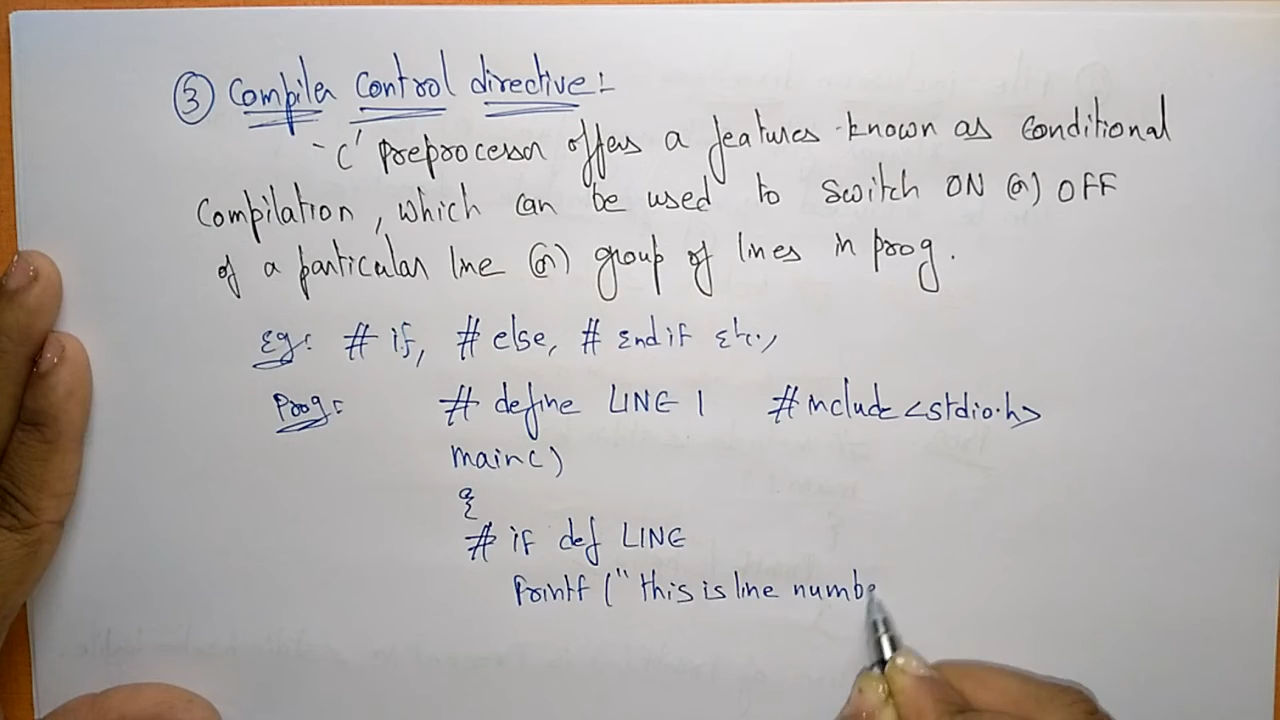 ③ Compiler Control directive:-
'C' preprocessor offers a features known as conditional
Compilation, which can be used to switch ON (or) OFF
of a particular line (or) group of lines in prog.
Eg: # if, # else, # Endif Etc.,
Prog:- # define LINE 1 #include <stdio.h>
main()
{
# if def LINE
Printf ("this is line numbe